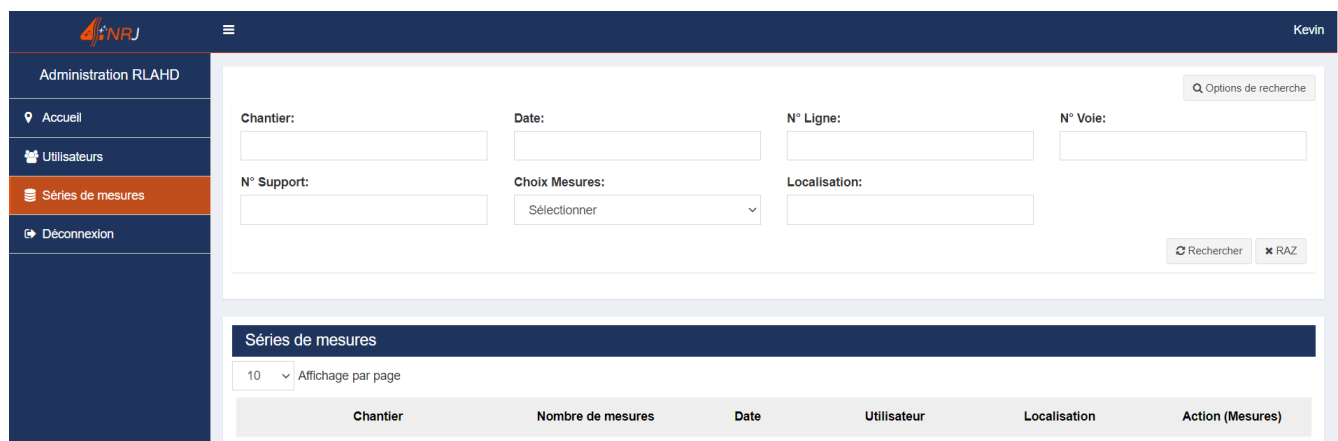 4iNRJ
Kevin
Administration RLAHD
Accueil
Utilisateurs
Séries de mesures
Déconnexion
Options de recherche
Chantier: Date: N° Ligne: N° Voie:
N° Support: Choix Mesures: Localisation:
Sélectionner
Rechercher RAZ
Séries de mesures
10 Affichage par page
Chantier Nombre de mesures Date Utilisateur Localisation Action (Mesures)